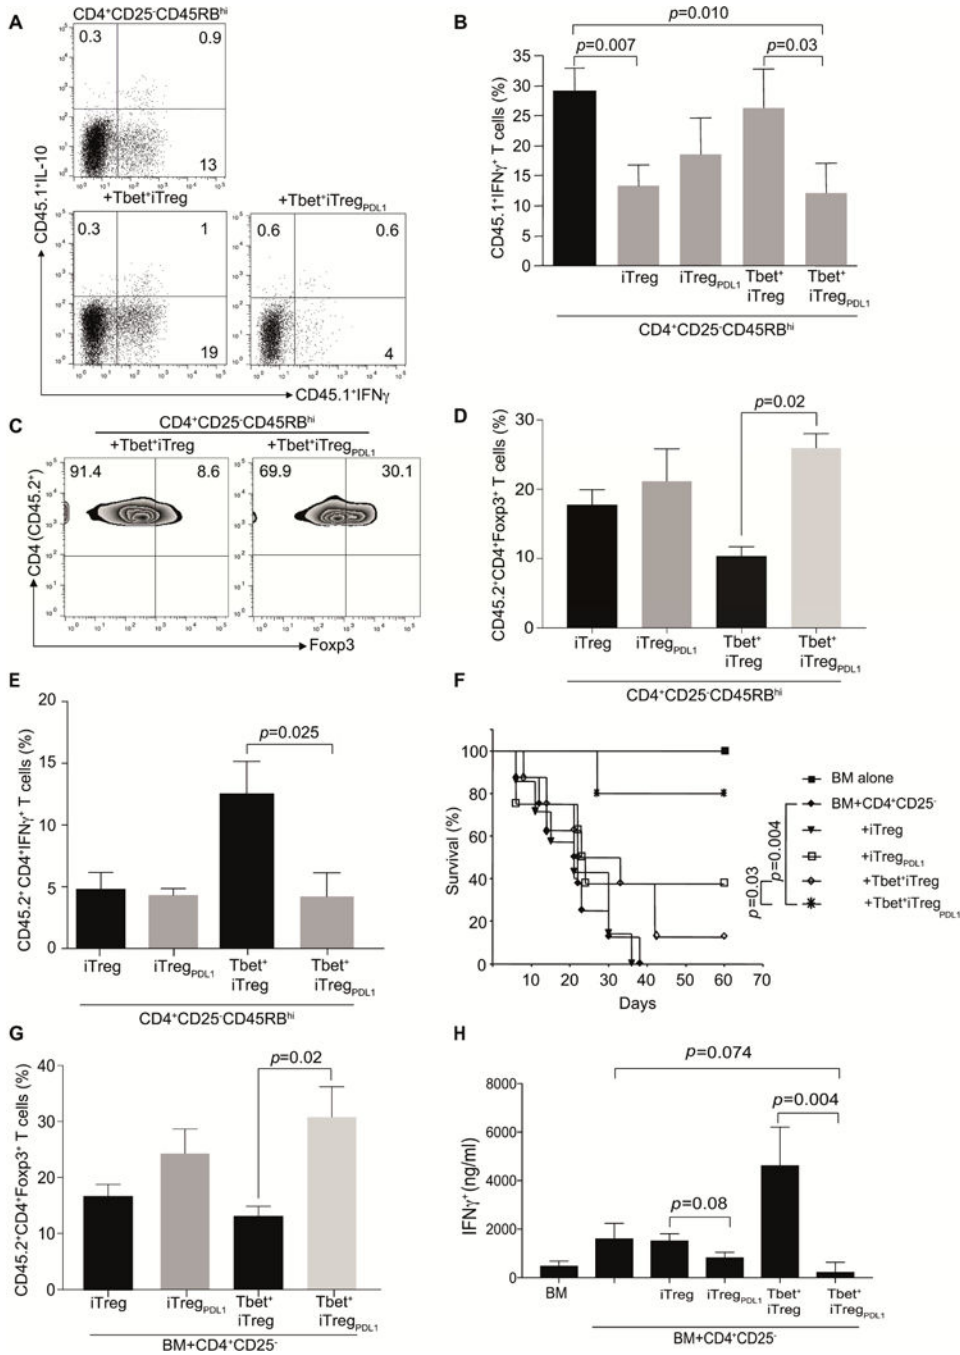 A
CD4⁺CD25⁻CD45RBʰⁱ
0.3 0.9
13
10⁰ 10¹ 10² 10³ 10⁴ 10⁵
+Tbet⁺iTreg
0.3 1
19
+Tbet⁺iTregPDL1
0.6 0.6
4
CD45.1⁺IL-10
CD45.1⁺IFNγ
B
p=0.010
p=0.007
p=0.03
CD45.1⁺IFNγ⁺ T cells (%)
35
30
25
20
15
10
5
0
iTreg iTregPDL1 Tbet⁺ iTreg Tbet⁺ iTregPDL1
CD4⁺CD25⁻CD45RBʰⁱ
C
CD4⁺CD25⁻CD45RBʰⁱ
+Tbet⁺iTreg +Tbet⁺iTregPDL1
91.4 8.6
69.9 30.1
CD4 (CD45.2⁺)
Foxp3
D
p=0.02
CD45.2⁺CD4⁺Foxp3⁺ T cells (%)
30
20
10
0
iTreg iTregPDL1 Tbet⁺ iTreg Tbet⁺ iTregPDL1
CD4⁺CD25⁻CD45RBʰⁱ
E
p=0.025
CD45.2⁺ CD4⁺IFNγ⁺ T cells (%)
20
15
10
5
0
iTreg iTregPDL1 Tbet⁺ iTreg Tbet⁺ iTregPDL1
CD4⁺CD25⁻CD45RBʰⁱ
F
Survival (%)
100
80
60
40
20
0
10 20 30 40 50 60 70
Days
BM alone
BM+CD4⁺CD25⁻
+iTreg
+iTregPDL1
+Tbet⁺iTreg
+Tbet⁺iTregPDL1
p=0.03
p=0.004
G
p=0.02
CD45.2⁺CD4⁺Foxp3⁺ T cells (%)
40
30
20
10
0
iTreg iTregPDL1 Tbet⁺ iTreg Tbet⁺ iTregPDL1
BM+CD4⁺CD25⁻
H
p=0.074
p=0.004
p=0.08
IFNγ⁺ (ng/ml)
8000
6000
4000
2000
0
BM iTreg iTregPDL1 Tbet⁺ iTreg Tbet⁺ iTregPDL1
BM+CD4⁺CD25⁻